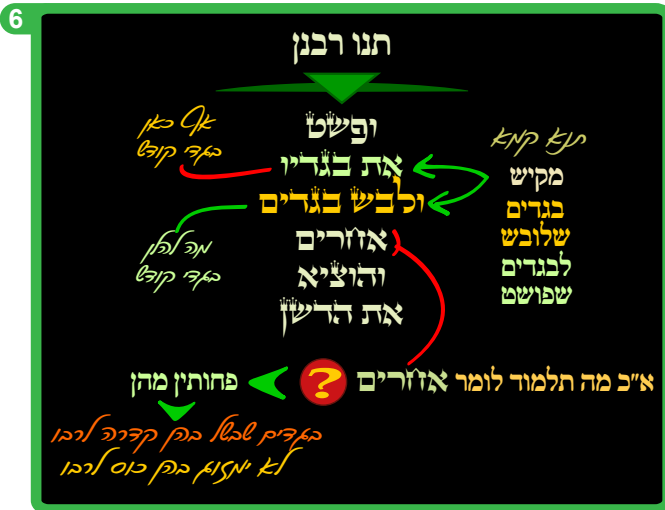 6
תנו רבנן
ופשט
את בגדיו
ולבש בגדים
אחרים
והוציא
את הדשן
אף כאן
בגדי קודש
מה להלן
בגדי קודש
תנא קמא
מקיש
בגדים
שלובש
לבגדים
שפושט
א״כ מה תלמוד לומר אחרים ? פחותין מהן
בגדים שבשל בהן קדרה לרבו
לא ימזוג בהן כוס לרבו